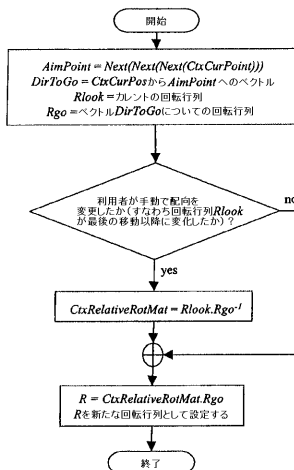 開始
AimPoint = Next(Next(Next(CtxCurPoint)))
DirToGo = CtxCurPosからAimPointへのベクトル
Rlook =カレントの回転行列
Rgo =ベクトルDirToGoについての回転行列
利用者が手動で配向を
変更したか(すなわち回転行列Rlook
が最後の移動以降に変化したか)?
no
yes
CtxRelativeRotMat = Rlook.Rgo⁻¹
R = CtxRelativeRotMat.Rgo
Rを新たな回転行列として設定する
終了